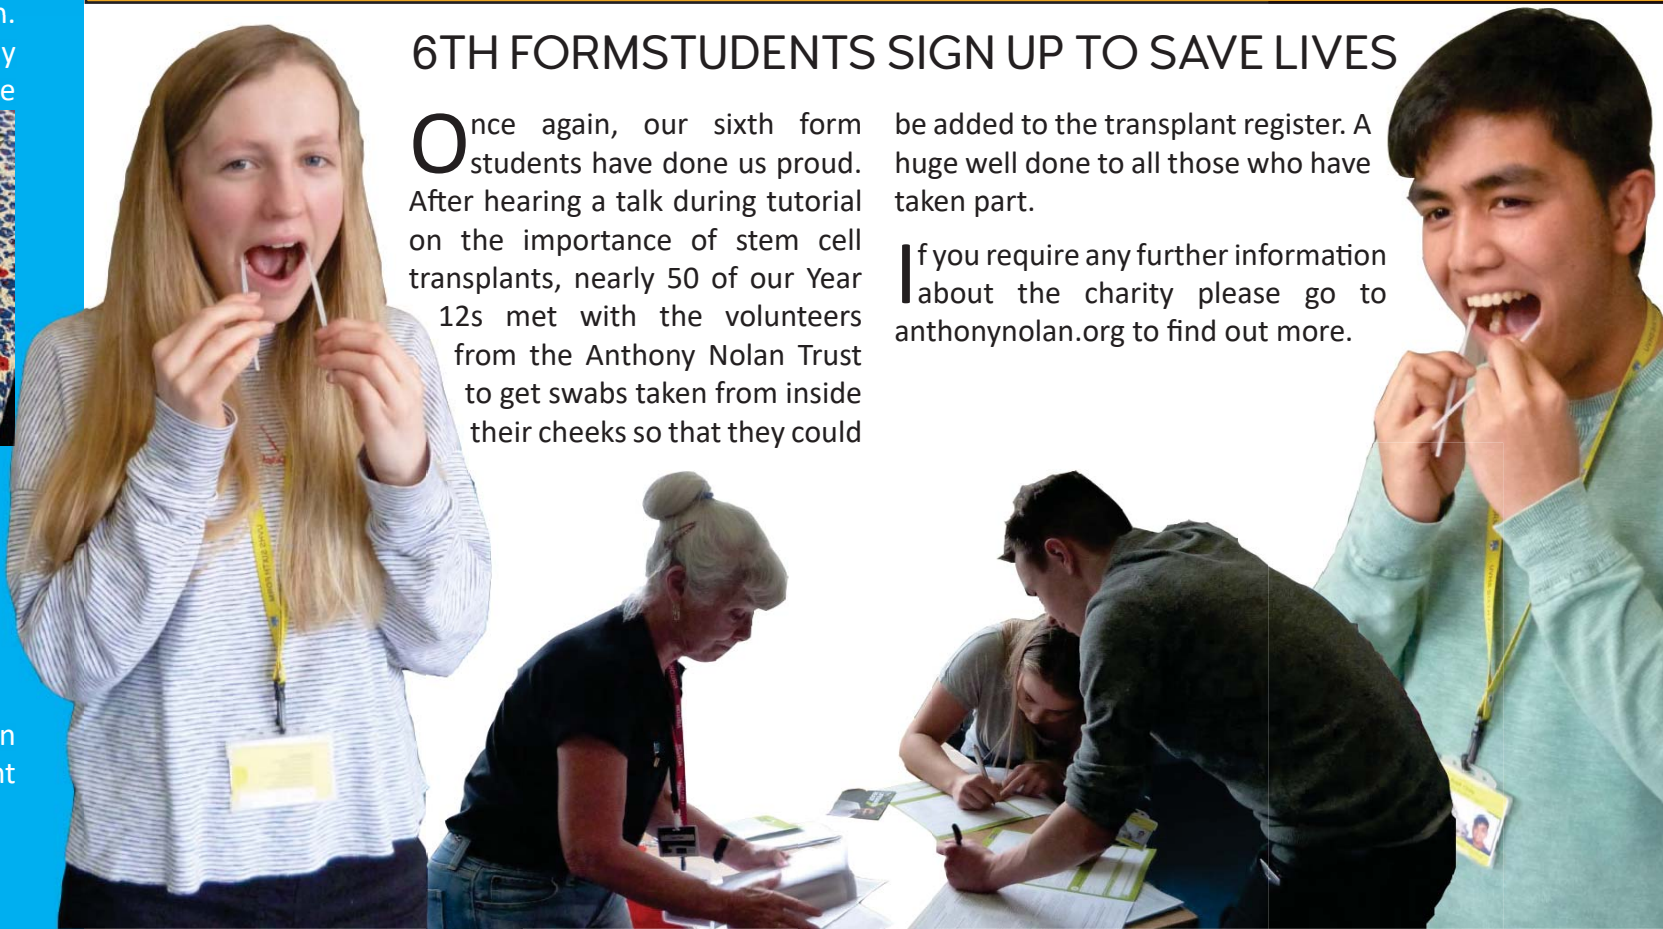 n.
y
e
n
nt
6TH FORMSTUDENTS SIGN UP TO SAVE LIVES
Once again, our sixth form
students have done us proud.
After hearing a talk during tutorial
on the importance of stem cell
transplants, nearly 50 of our Year
12s met with the volunteers
from the Anthony Nolan Trust
to get swabs taken from inside
their cheeks so that they could
be added to the transplant register. A
huge well done to all those who have
taken part.
If you require any further information
about the charity please go to
anthonynolan.org to find out more.